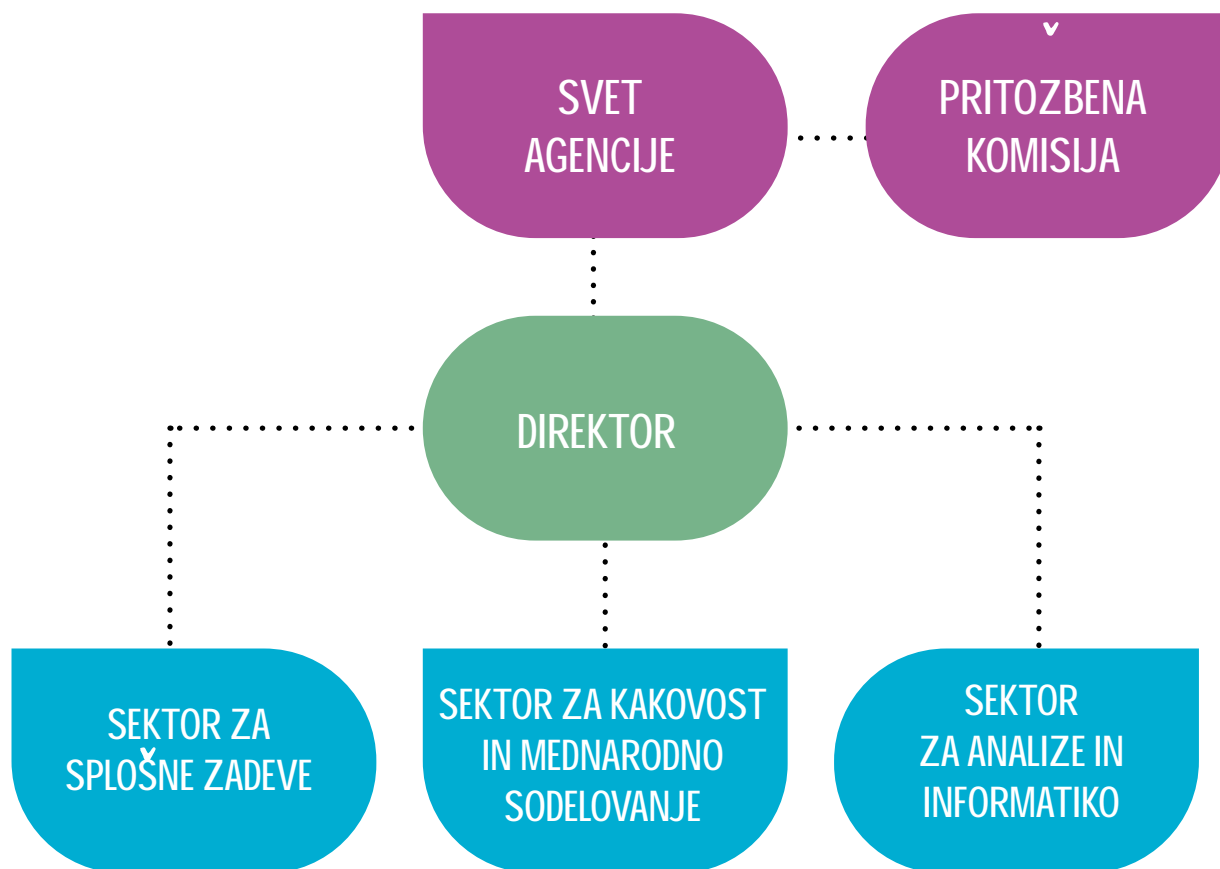 SVET
AGENCIJE
PRITOŽBENA
KOMISIJA
DIREKTOR
SEKTOR ZA
SPLOŠNE ZADEVE
SEKTOR ZA KAKOVOST
IN MEDNARODNO
SODELOVANJE
SEKTOR
ZA ANALIZE IN
INFORMATIKO